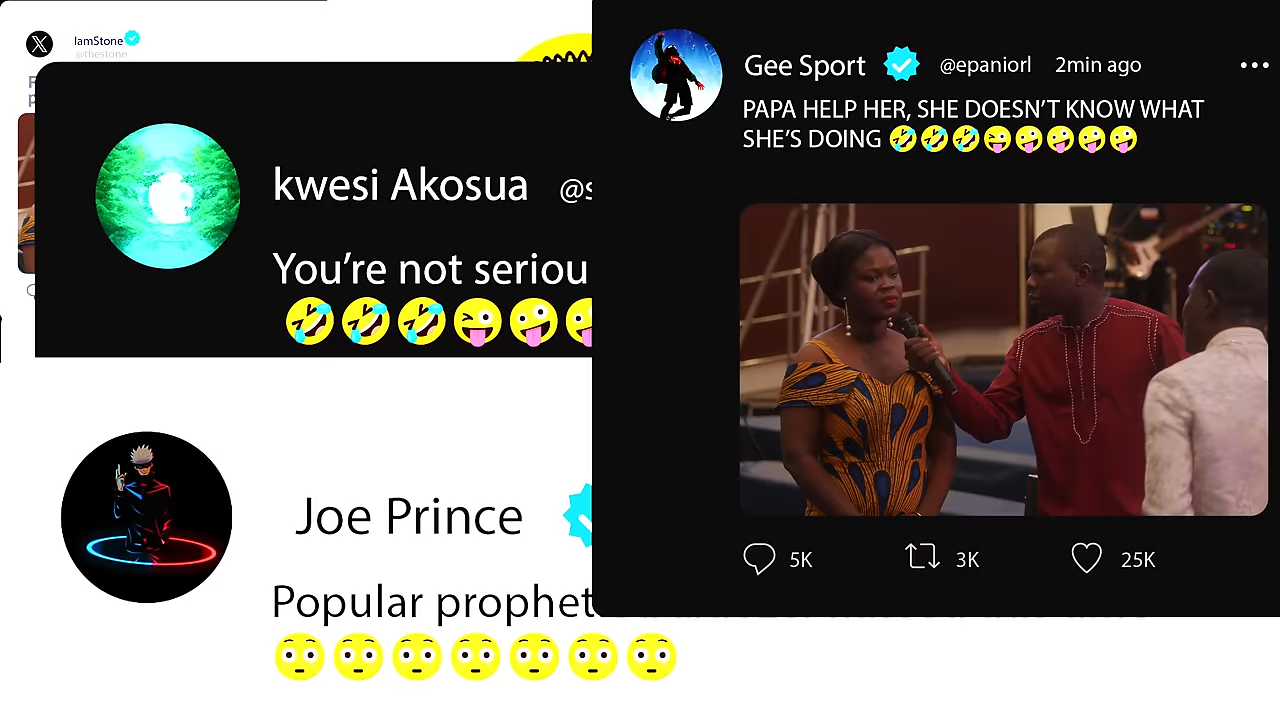 IamStone
@thestone
kwesi Akosua
You're not seriou
Joe Prince
Popular prophet
Gee Sport @epaniorl 2min ago
PAPA HELP HER, SHE DOESN'T KNOW WHAT
SHE'S DOING 🤣🤣🤣😜🤪🤪🤪🤪
5K 3K 25K